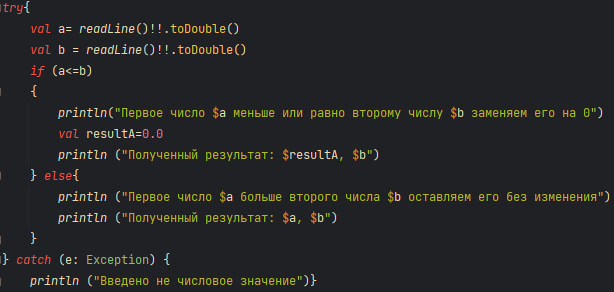 try{
val a= readLine()!!.toDouble()
val b = readLine()!!.toDouble()
if (a<=b)
{
println("Первое число $a меньше или равно второму числу $b заменяем его на 0")
val resultA=0.0
println ("Полученный результат: $resultA, $b")
} else{
println ("Первое число $a больше второго числа $b оставляем его без изменения")
println ("Полученный результат: $a, $b")
}
} catch (e: Exception) {
println ("Введено не числовое значение")}